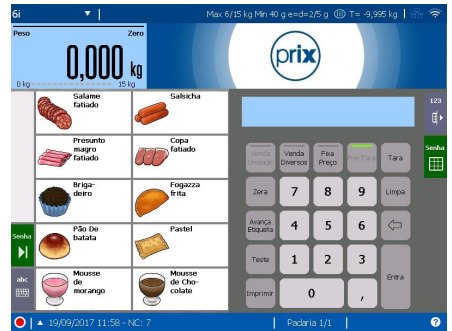 6i
Max 6/15 kg Min 40 g e=d=2/5 g T= -9,995 kg
Peso
Zero
0,000 kg
0 kg
15 kg
prix
Salame fatiado
Salsicha
Presunto magro fatiado
Copa fatiado
Briga-
deiro
Fogazza
frita
Pão De
batata
Pastel
Mousse
de
morango
Mousse
de Cho-
colate
Senha
abc
123
Senha
Venda
Unidade
Venda
Diversos
Fixa
Preço
Pré-Tara
Tara
Zera
7
8
9
Limpa
Avança
Etiqueta
4
5
6
Teste
1
2
3
Entra
Imprimir
0
,
19/09/2017 11:58 - NC: 7
Padaria 1/1
?